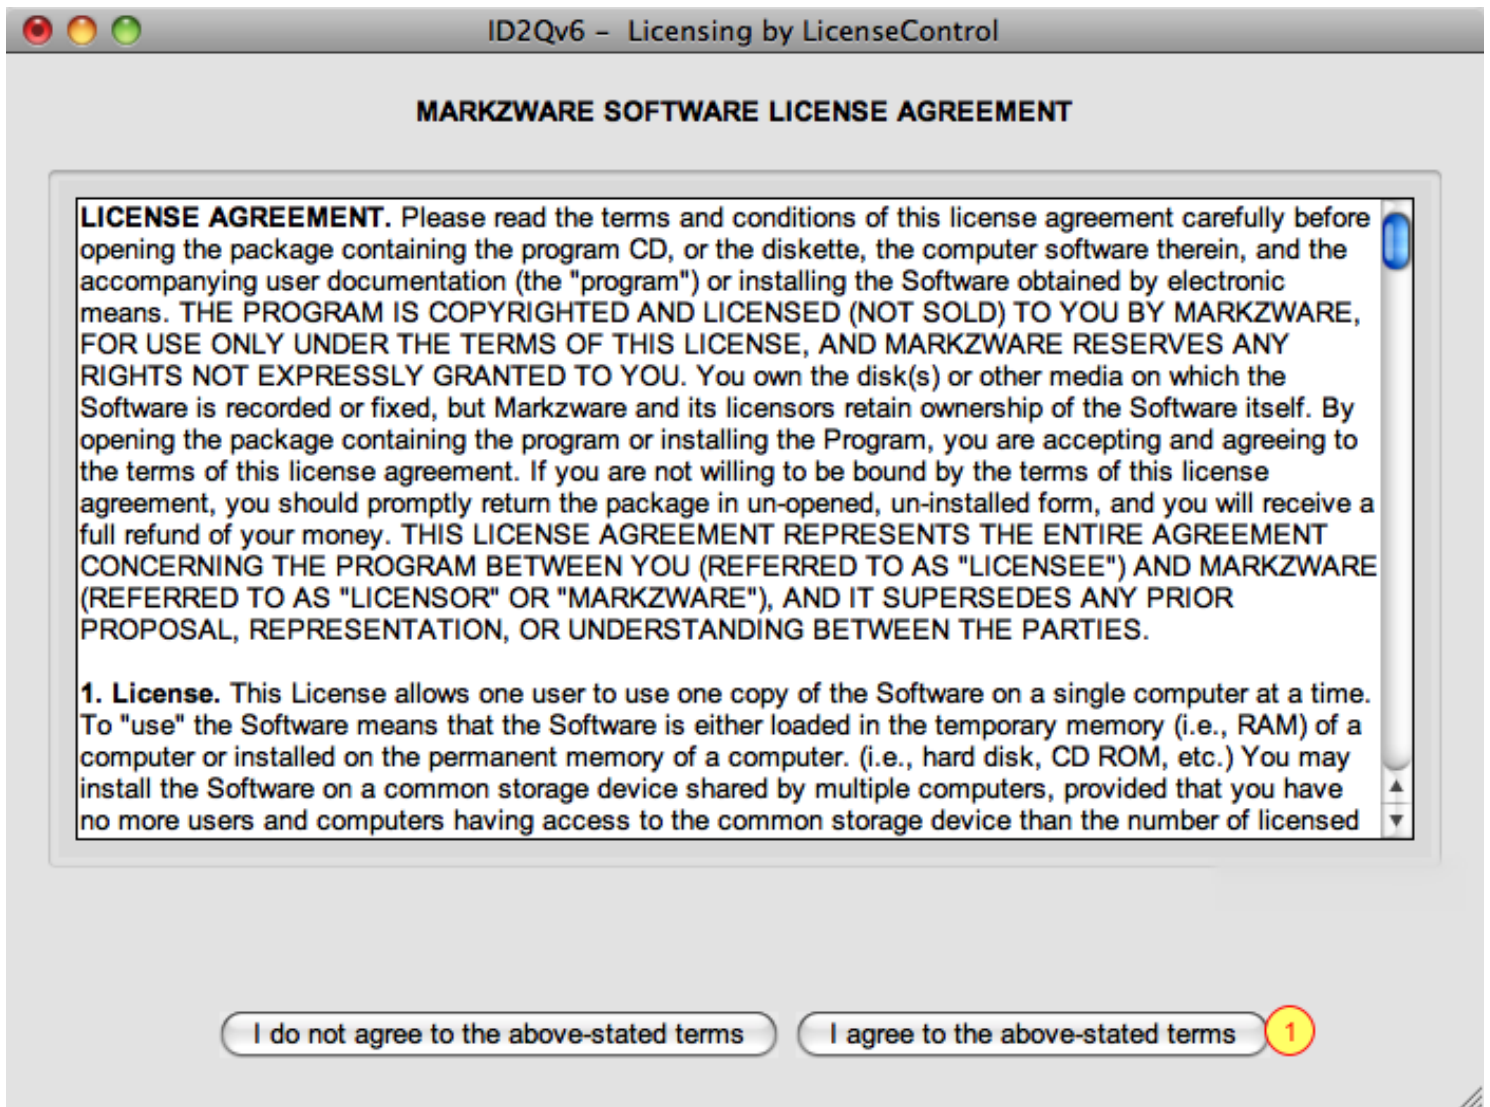 ID2Qv6 – Licensing by LicenseControl
MARKZWARE SOFTWARE LICENSE AGREEMENT
LICENSE AGREEMENT. Please read the terms and conditions of this license agreement carefully before
opening the package containing the program CD, or the diskette, the computer software therein, and the
accompanying user documentation (the "program") or installing the Software obtained by electronic
means. THE PROGRAM IS COPYRIGHTED AND LICENSED (NOT SOLD) TO YOU BY MARKZWARE,
FOR USE ONLY UNDER THE TERMS OF THIS LICENSE, AND MARKZWARE RESERVES ANY
RIGHTS NOT EXPRESSLY GRANTED TO YOU. You own the disk(s) or other media on which the
Software is recorded or fixed, but Markzware and its licensors retain ownership of the Software itself. By
opening the package containing the program or installing the Program, you are accepting and agreeing to
the terms of this license agreement. If you are not willing to be bound by the terms of this license
agreement, you should promptly return the package in un-opened, un-installed form, and you will receive a
full refund of your money. THIS LICENSE AGREEMENT REPRESENTS THE ENTIRE AGREEMENT
CONCERNING THE PROGRAM BETWEEN YOU (REFERRED TO AS "LICENSEE") AND MARKZWARE
(REFERRED TO AS "LICENSOR" OR "MARKZWARE"), AND IT SUPERSEDES ANY PRIOR
PROPOSAL, REPRESENTATION, OR UNDERSTANDING BETWEEN THE PARTIES.
1. License. This License allows one user to use one copy of the Software on a single computer at a time.
To "use" the Software means that the Software is either loaded in the temporary memory (i.e., RAM) of a
computer or installed on the permanent memory of a computer. (i.e., hard disk, CD ROM, etc.) You may
install the Software on a common storage device shared by multiple computers, provided that you have
no more users and computers having access to the common storage device than the number of licensed
I do not agree to the above-stated terms
I agree to the above-stated terms
1